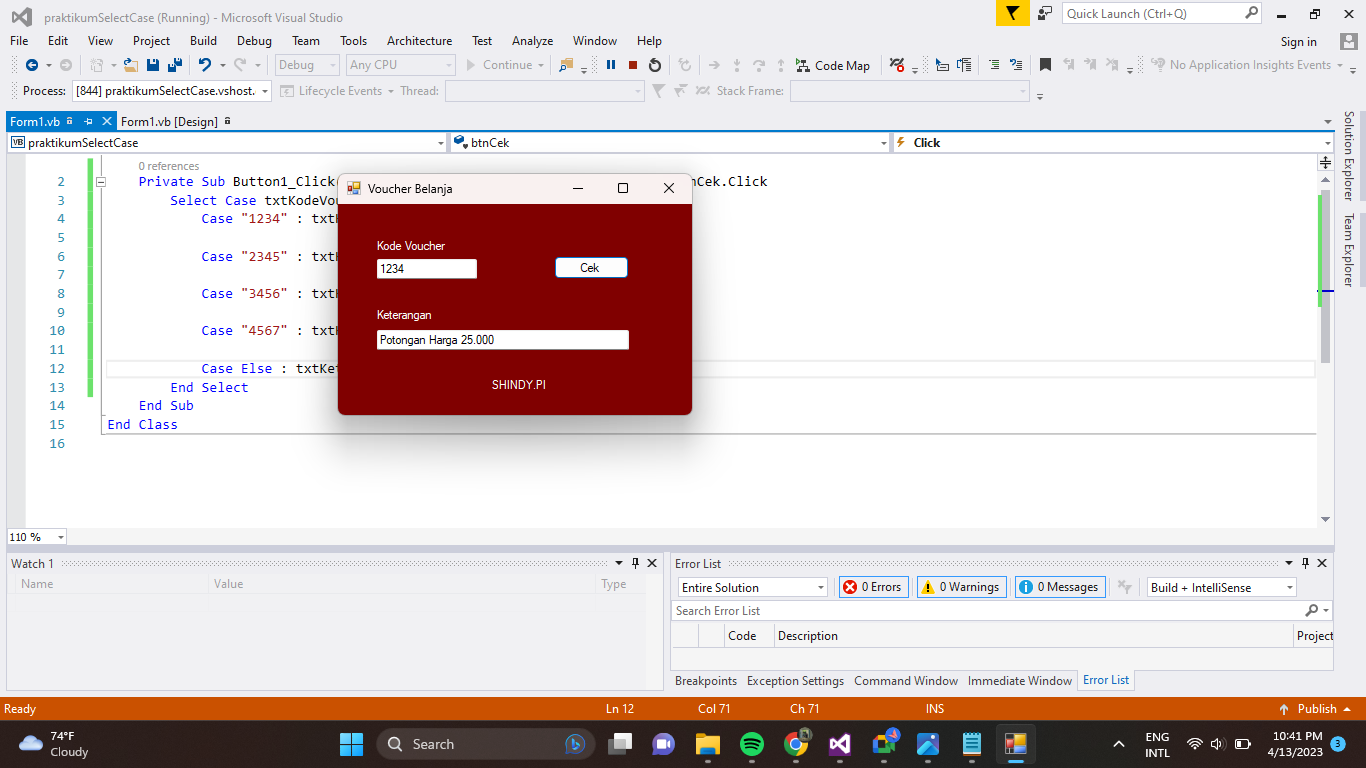 praktikumSelectCase (Running) - Microsoft Visual Studio
Quick Launch (Ctrl+Q)
File Edit View Project Build Debug Team Tools Architecture Test Analyze Window Help
Sign in
Debug Any CPU Continue Code Map No Application Insights Events
Process: [844] praktikumSelectCase.vshost. Lifecycle Events Thread: Stack Frame:
Form1.vb Form1.vb [Design]
VB praktikumSelectCase btnCek Click
0 references
2 Private Sub Button1_Click nCek.Click
3 Select Case txtKodeVou
4 Case "1234" : txt
5
6 Case "2345" : txt
7
8 Case "3456" : txt
9
10 Case "4567" : txt
11
12 Case Else : txtKet
13 End Select
14 End Sub
15 End Class
16
Voucher Belanja
Kode Voucher
1234 Cek
Keterangan
Potongan Harga 25.000
SHINDY.PI
Solution Explorer
Team Explorer
110 %
Watch 1
Name Value Type
Error List
Entire Solution 0 Errors 0 Warnings 0 Messages Build + IntelliSense
Search Error List
Code Description Project
Breakpoints Exception Settings Command Window Immediate Window Error List
Ready Ln 12 Col 71 Ch 71 INS Publish
74°F
Cloudy
Search
ENG
INTL
10:41 PM
4/13/2023
3